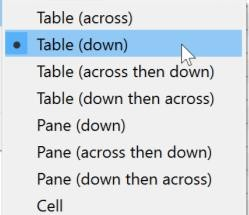 Table (across)
Table (down)
Table (across then down)
Table (down then across)
Pane (down)
Pane (across then down)
Pane (down then across)
Cell